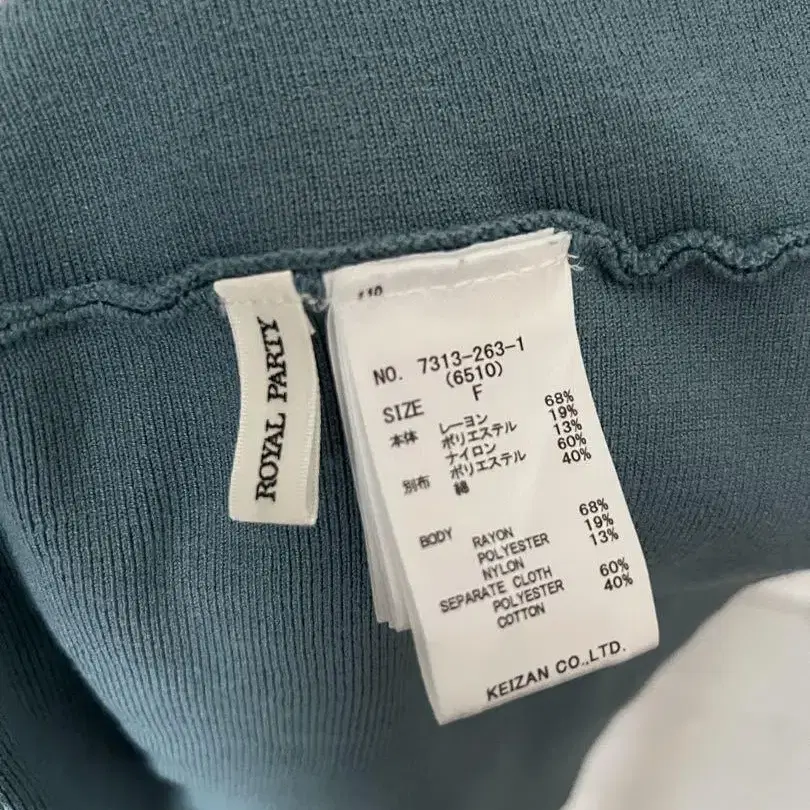 ROYAL PARTY
NO. 7313-263-1
(6510)
SIZE F
本体 レーヨン 68%
ポリエステル 19%
ナイロン 13%
別布 ポリエステル 60%
綿 40%
BODY RAYON 68%
POLYESTER 19%
NYLON 13%
SEPARATE CLOTH
POLYESTER 60%
COTTON 40%
KEIZAN CO.,LTD.